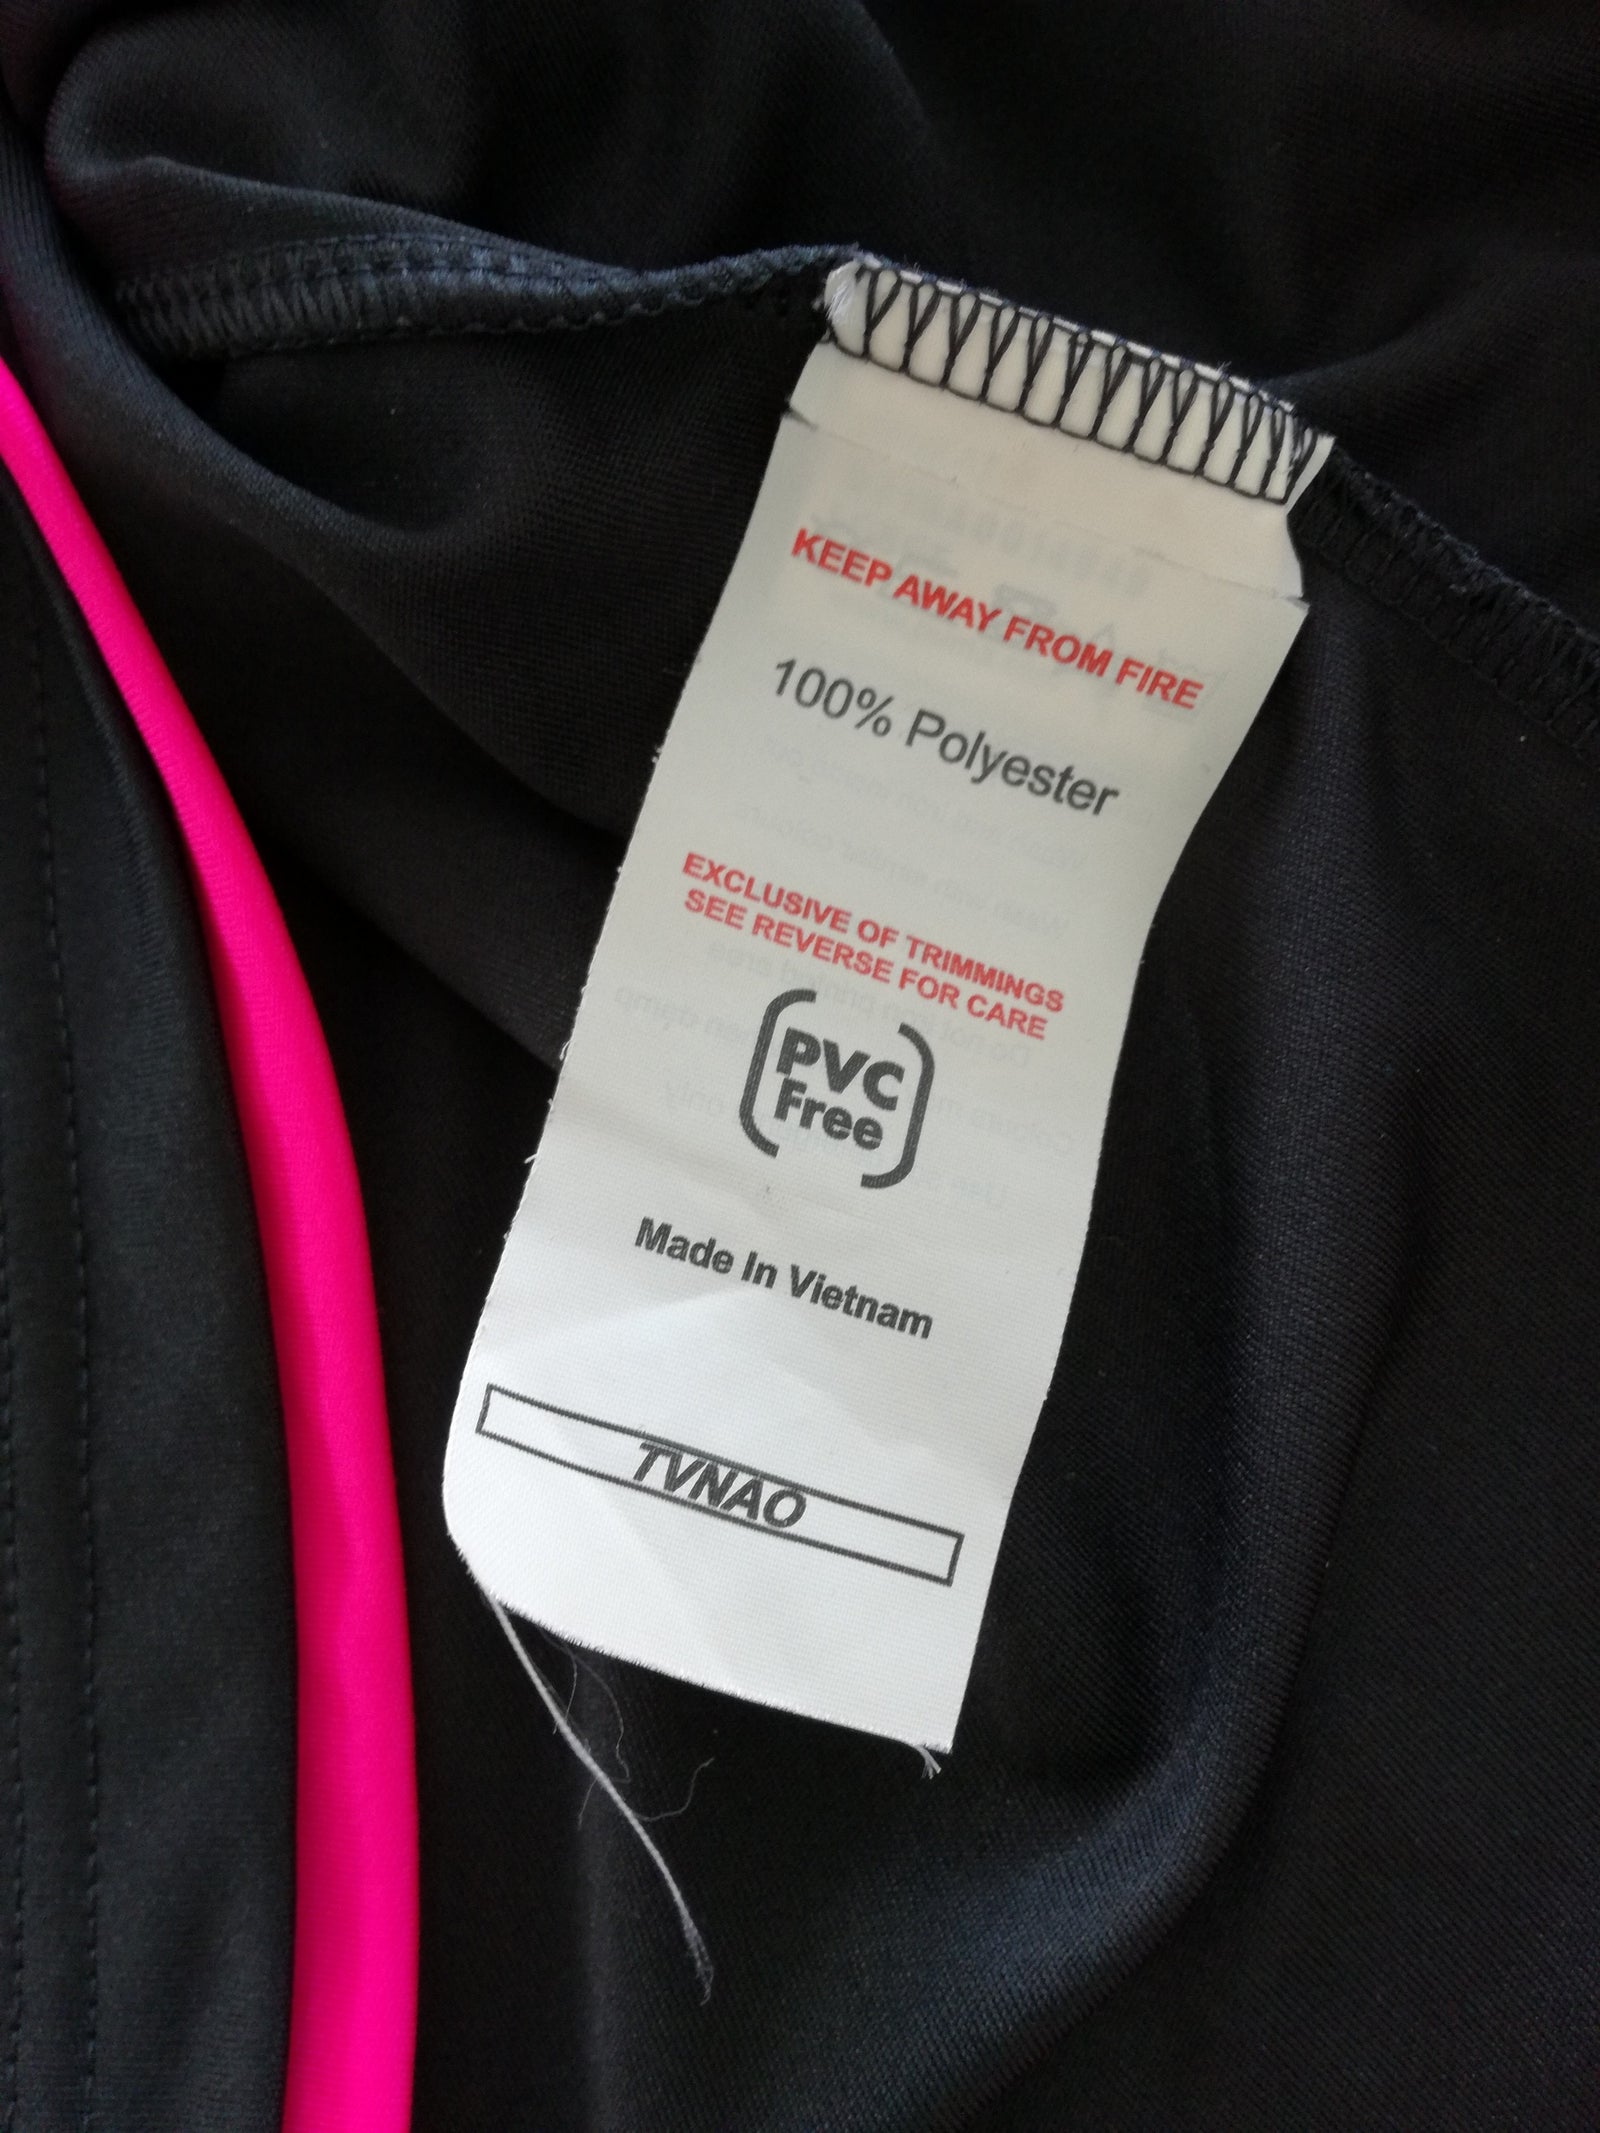 KEEP AWAY FROM FIRE
100% Polyester
EXCLUSIVE OF TRIMMINGS
SEE REVERSE FOR CARE
PVC
Free
Made In Vietnam
TVNAO